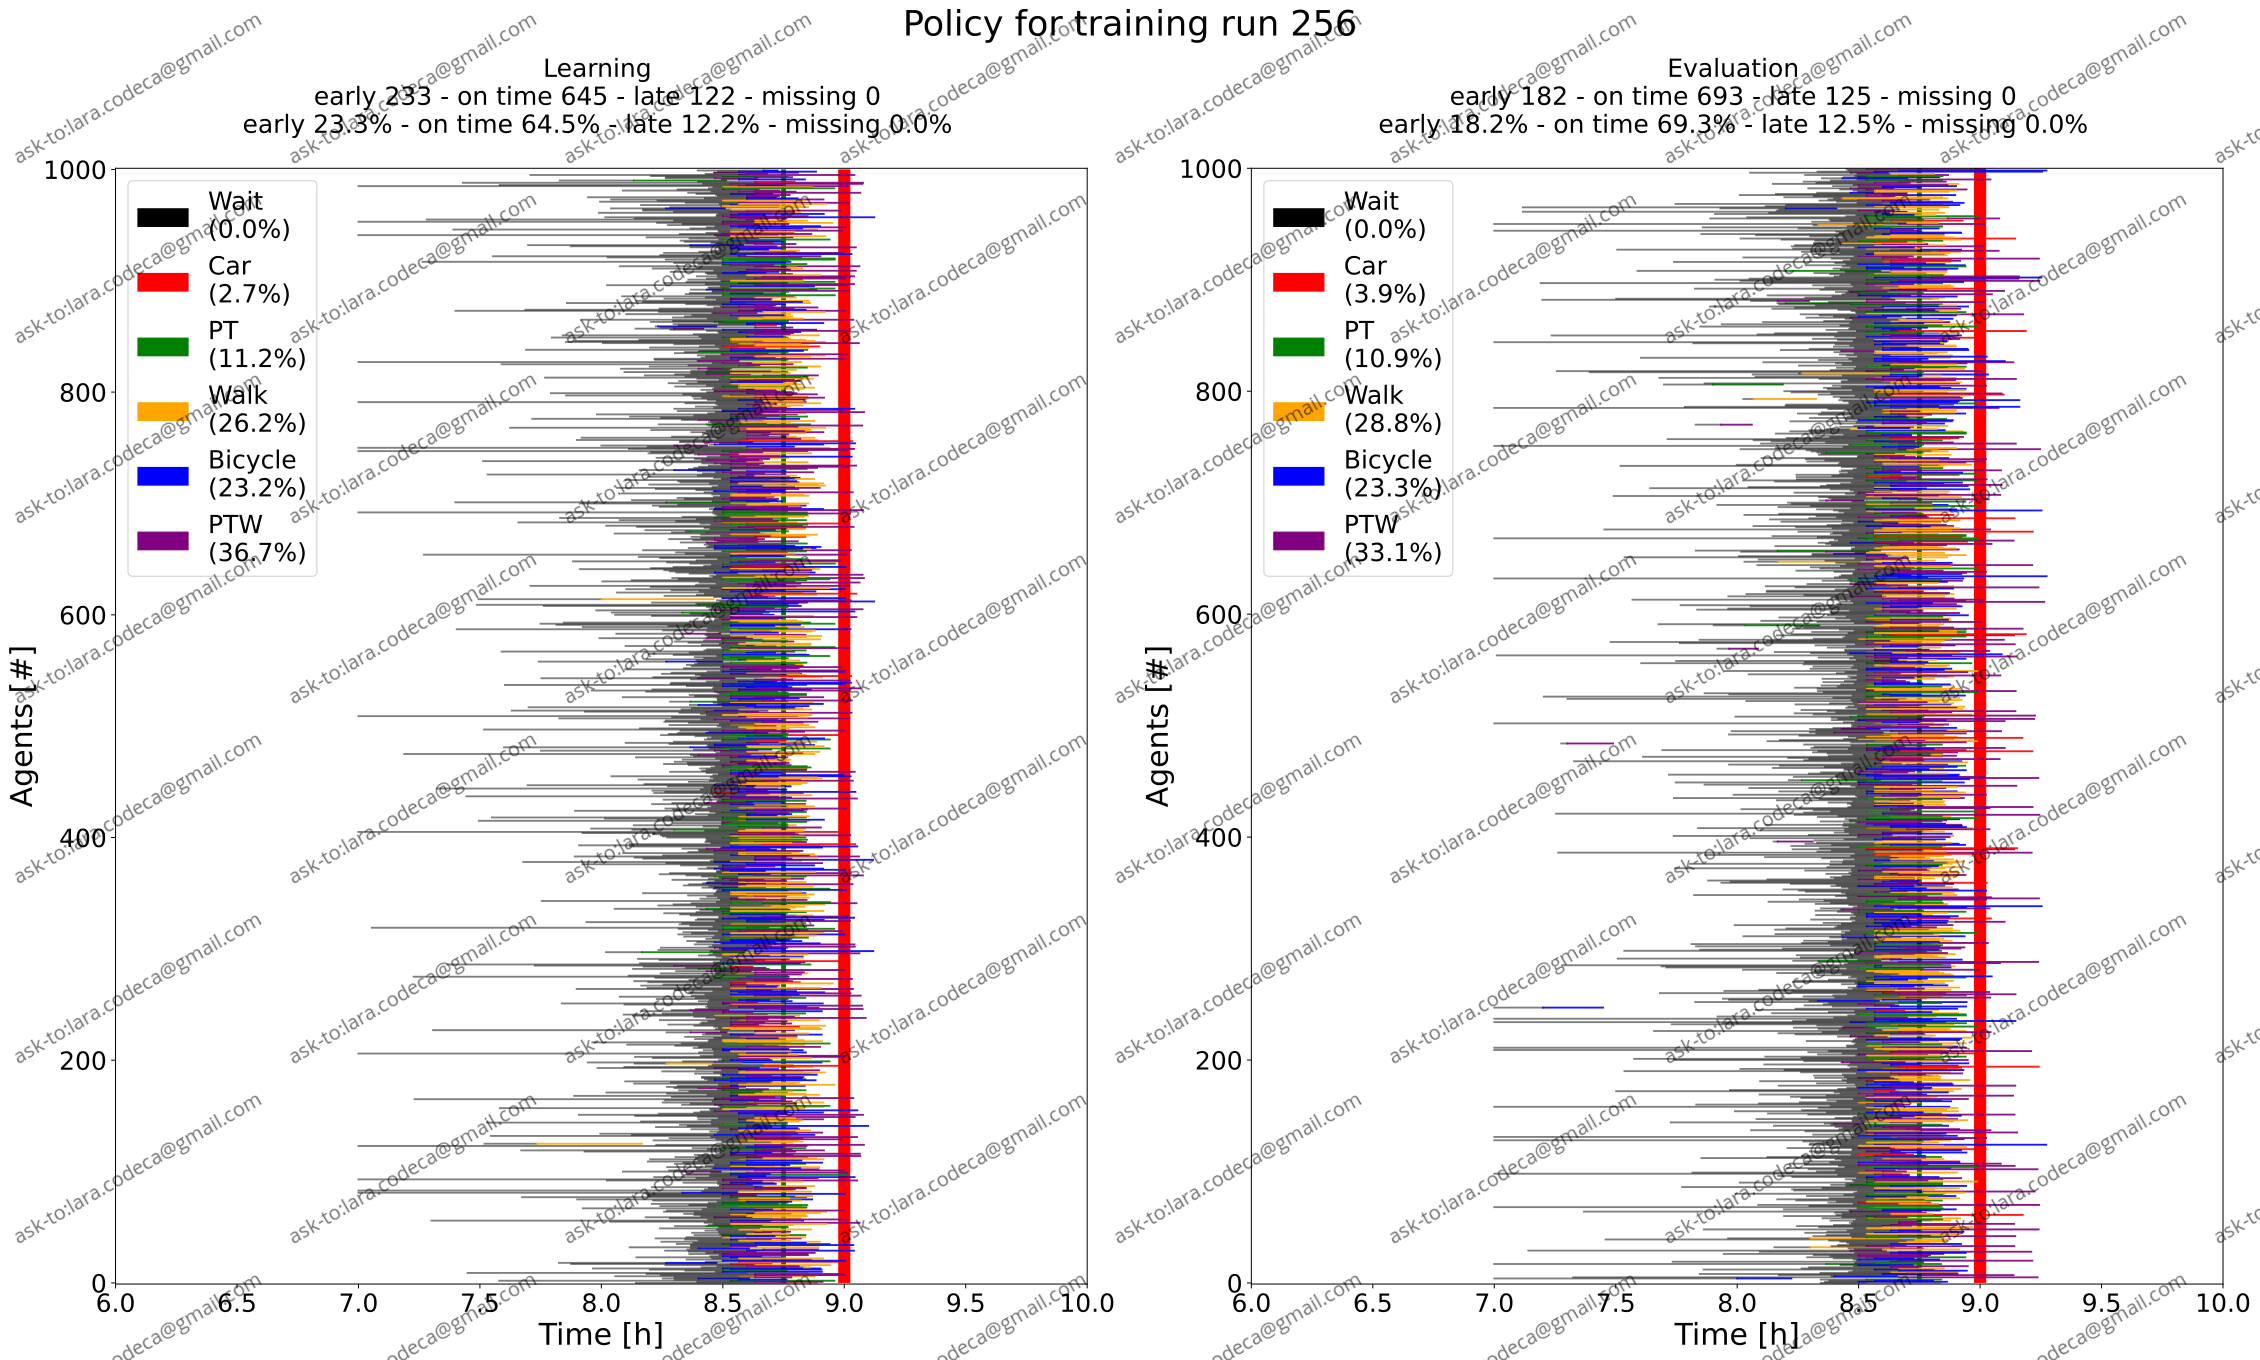 Policy for training run 256
Learning
early 233 - on time 645 - late 122 - missing 0
early 23.3% - on time 64.5% - late 12.2% - missing 0.0%
Wait
(0.0%)
Car
(2.7%)
PT
(11.2%)
Walk
(26.2%)
Bicycle
(23.2%)
PTW
(36.7%)
1000
800
600
400
200
0
Agents [#]
6.0 6.5 7.0 7.5 8.0 8.5 9.0 9.5 10.0
Time [h]
Evaluation
early 182 - on time 693 - late 125 - missing 0
early 18.2% - on time 69.3% - late 12.5% - missing 0.0%
Wait
(0.0%)
Car
(3.9%)
PT
(10.9%)
Walk
(28.8%)
Bicycle
(23.3%)
PTW
(33.1%)
1000
800
600
400
200
0
Agents [#]
6.0 6.5 7.0 7.5 8.0 8.5 9.0 9.5 10.0
Time [h]
ask-to:lara.codeca@gmail.com